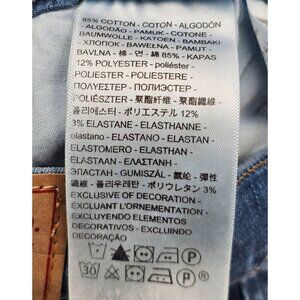 85% COTTON - COTON - ALGODÓN
- ALGODÃO - PAMUK - COTONE -
BAUMWOLLE - KATOEN - BAMBAKI
- ХЛОПОК - BAWEŁNA - PAMUT -
BAVLNA - 棉 - 면 - 綿 85% - KAPAS
12% POLYESTER - poliéster -
POLIESTER - POLIESTERE -
ПОЛУЕΣТЕР - ПОЛИЭСТЕР -
POLIÉSZTER - 聚酯纖維 - 聚酯纤维 -
폴리에스터 - ポリエステル 12%
3% ELASTANE - ELASTHANNE -
elastano - ELASTANO - ELASTAN -
ELASTOMERO - ELASTHAN -
ELASTAAN - ΕΛΑΣΤΑΝΗ -
ЭЛАСТАН - GUMISZÁL - 氨纶 - 彈性
纖維 - 폴리우레탄 - ポリウレタン 3%
EXCLUSIVE OF DECORATION -
EXCLUANT L'ORNEMENTATION -
EXCLUYENDO ELEMENTOS
DECORATIVOS - EXCLUINDO
DECORAÇÃO
30
P